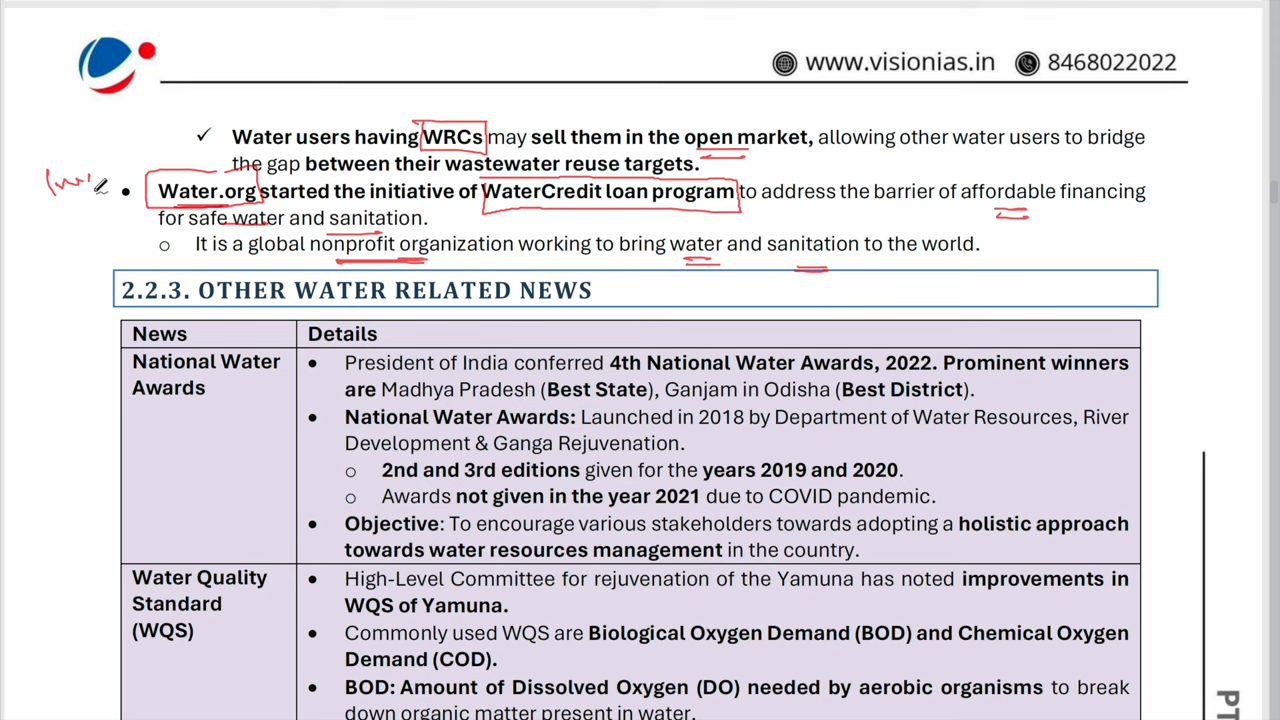 www.visionias.in 8468022022
✓ Water users having WRCs may sell them in the open market, allowing other water users to bridge
the gap between their wastewater reuse targets.
• Water.org started the initiative of WaterCredit loan program to address the barrier of affordable financing
for safe water and sanitation.
o It is a global nonprofit organization working to bring water and sanitation to the world.
2.2.3. OTHER WATER RELATED NEWS
News Details
National Water
Awards
• President of India conferred 4th National Water Awards, 2022. Prominent winners
are Madhya Pradesh (Best State), Ganjam in Odisha (Best District).
• National Water Awards: Launched in 2018 by Department of Water Resources, River
Development & Ganga Rejuvenation.
o 2nd and 3rd editions given for the years 2019 and 2020.
o Awards not given in the year 2021 due to COVID pandemic.
• Objective: To encourage various stakeholders towards adopting a holistic approach
towards water resources management in the country.
Water Quality
Standard
(WQS)
• High-Level Committee for rejuvenation of the Yamuna has noted improvements in
WQS of Yamuna.
• Commonly used WQS are Biological Oxygen Demand (BOD) and Chemical Oxygen
Demand (COD).
• BOD: Amount of Dissolved Oxygen (DO) needed by aerobic organisms to break
down organic matter present in water.
PT